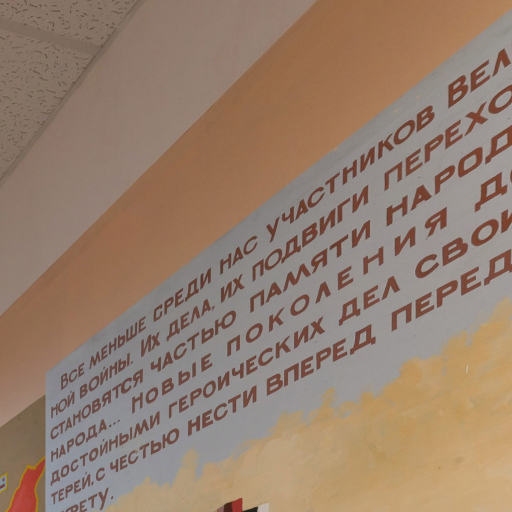 Все меньше среди нас участников Вел
ной войны. Их дела, их подвиги перехо
становятся частью памяти народ
народа... Новые поколения д
достойными героических дел свои
терей, с честью нести вперед перед